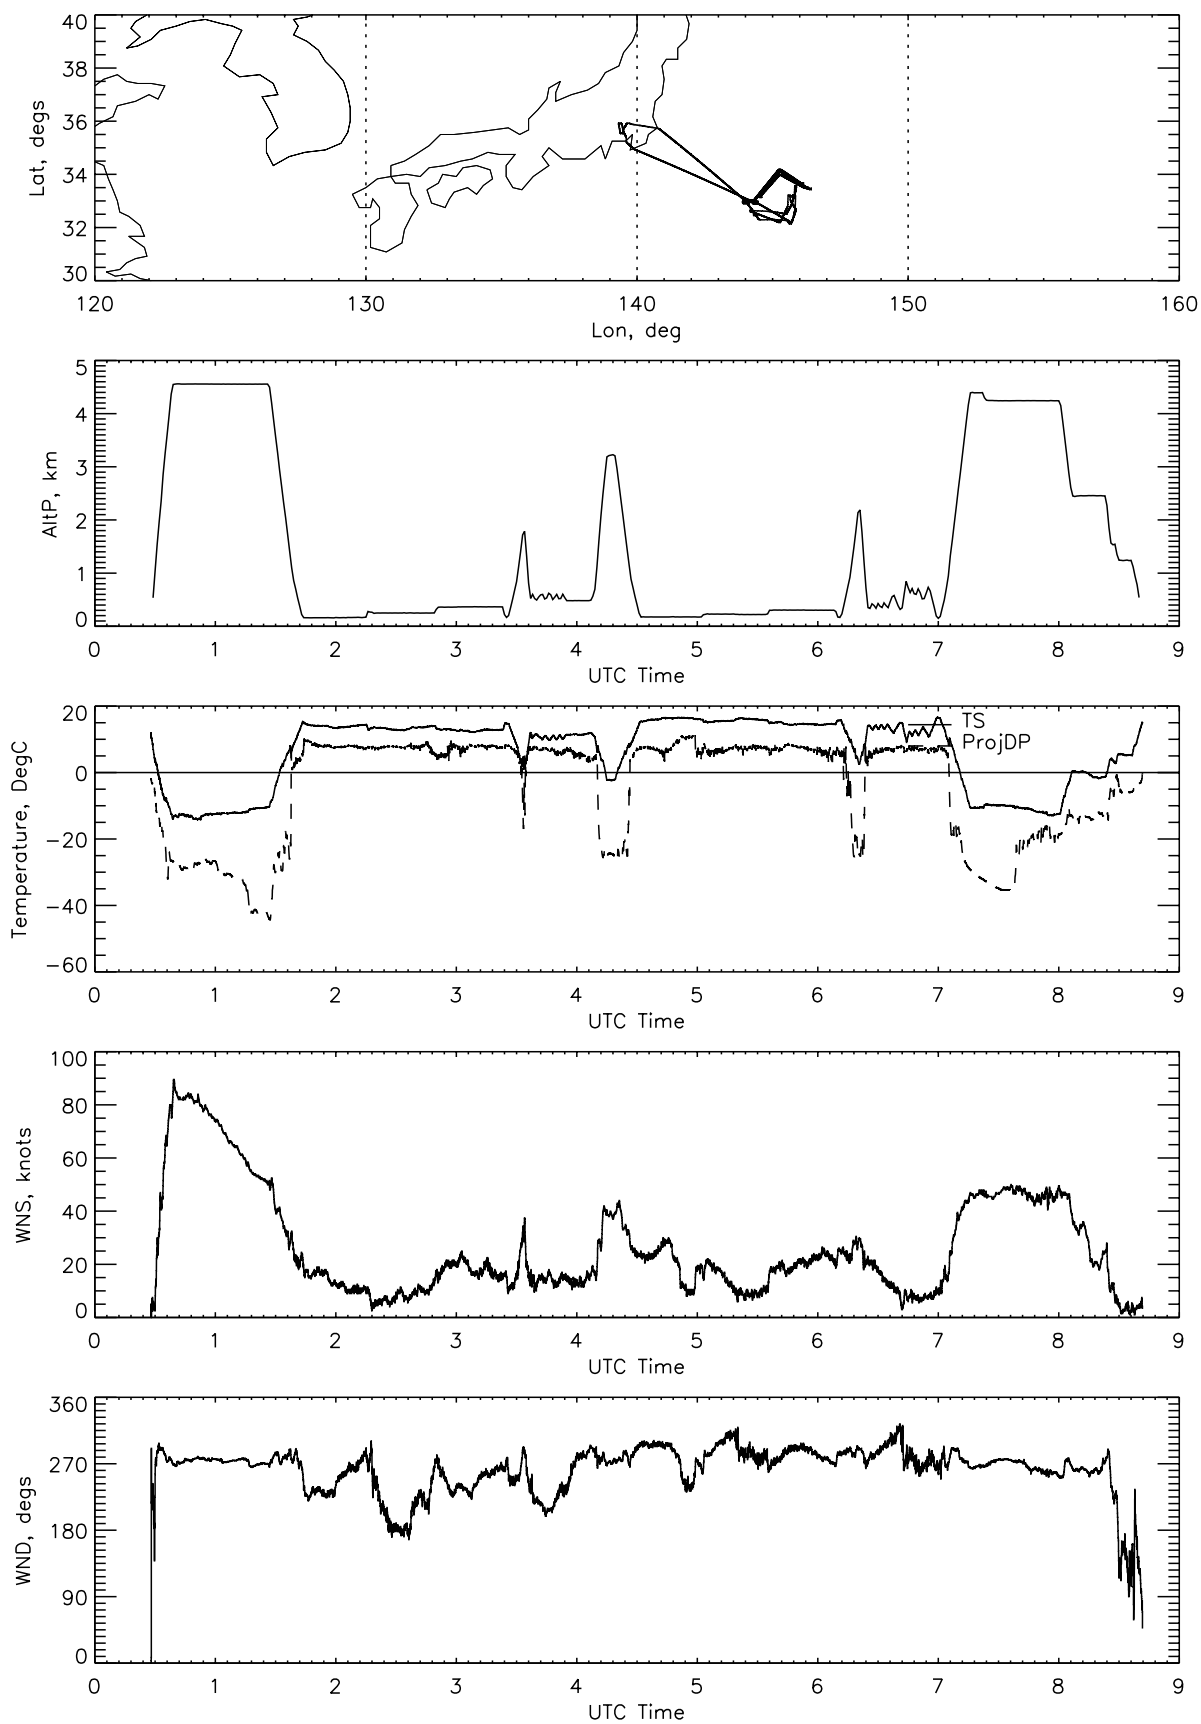 40
38
36
34
32
30
Lat, degs
120 130 140 150 160
Lon, deg
5
4
3
2
1
0
AltP, km
0 1 2 3 4 5 6 7 8 9
UTC Time
20
0
−20
−40
−60
Temperature, DegC
TS
ProjDP
0 1 2 3 4 5 6 7 8 9
UTC Time
100
80
60
40
20
0
WNS, knots
0 1 2 3 4 5 6 7 8 9
UTC Time
360
270
180
90
0
WND, degs
0 1 2 3 4 5 6 7 8 9
UTC Time